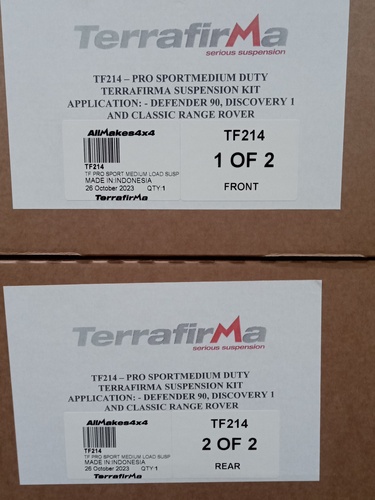 TerrafirMa
serious suspension
TF214 – PRO SPORTMEDIUM DUTY
TERRAFIRMA SUSPENSION KIT
APPLICATION: - DEFENDER 90, DISCOVERY 1
AND CLASSIC RANGE ROVER
AllMakes4x4
TF214
TF PRO SPORT MEDIUM LOAD SUSP
MADE IN:INDONESIA
26 October 2023 QTY:1
TerrafirMa
TF214
1 OF 2
FRONT
TerrafirMa
serious suspension
TF214 – PRO SPORTMEDIUM DUTY
TERRAFIRMA SUSPENSION KIT
APPLICATION: - DEFENDER 90, DISCOVERY 1
AND CLASSIC RANGE ROVER
AllMakes4x4
TF214
TF PRO SPORT MEDIUM LOAD SUSP
MADE IN:INDONESIA
26 October 2023 QTY:1
TerrafirMa
TF214
2 OF 2
REAR